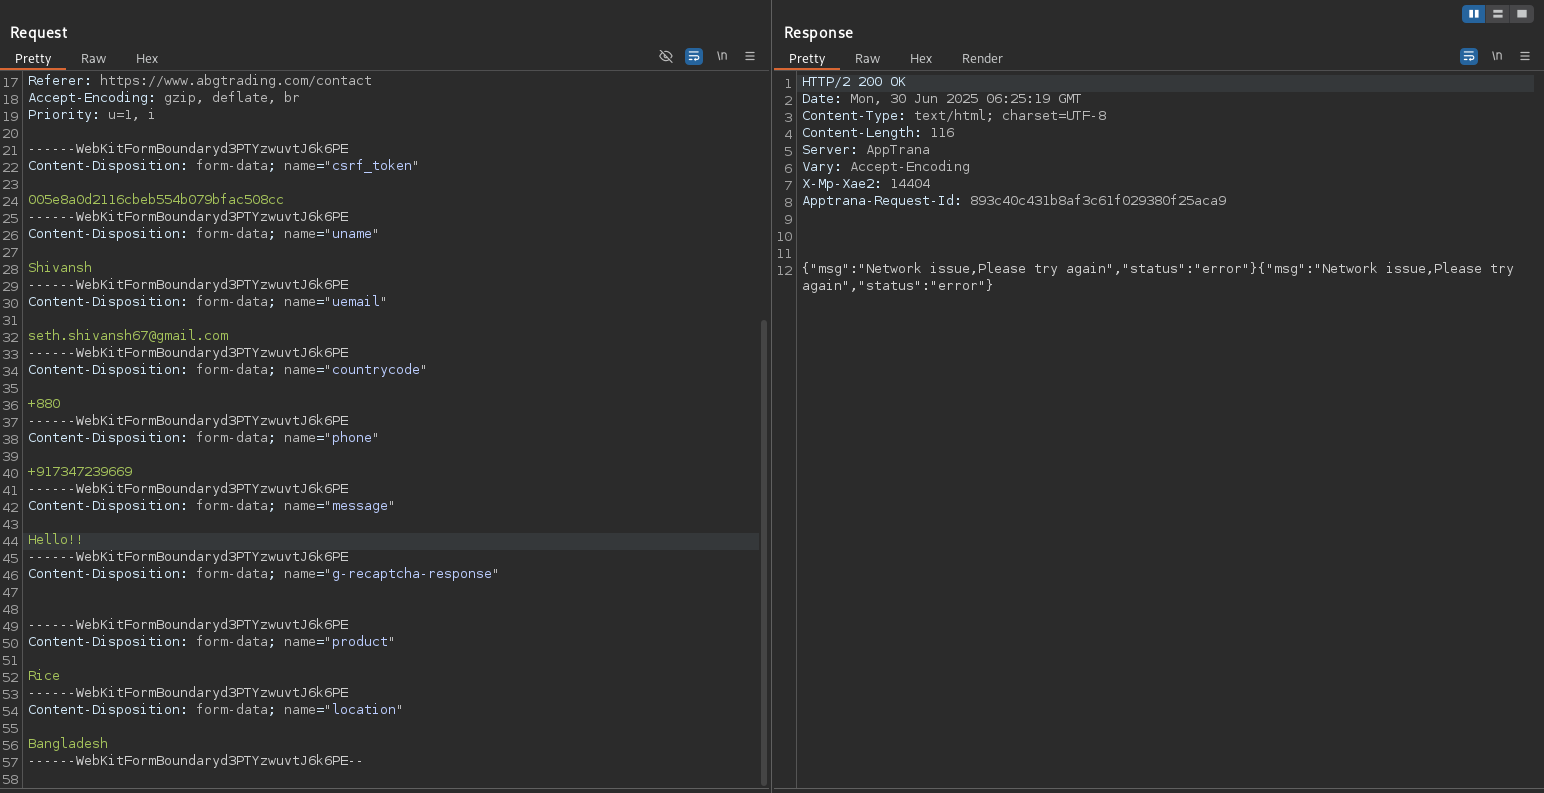 Request
Pretty Raw Hex \n
17 Referer: https://www.abgtrading.com/contact
18 Accept-Encoding: gzip, deflate, br
19 Priority: u=1, i
20
21 ------WebKitFormBoundaryd3PTYzwuvtJ6k6PE
22 Content-Disposition: form-data; name="csrf_token"
23
24 005e8a0d2116cbeb554b079bfac508cc
25 ------WebKitFormBoundaryd3PTYzwuvtJ6k6PE
26 Content-Disposition: form-data; name="uname"
27
28 Shivansh
29 ------WebKitFormBoundaryd3PTYzwuvtJ6k6PE
30 Content-Disposition: form-data; name="uemail"
31
32 seth.shivansh67@gmail.com
33 ------WebKitFormBoundaryd3PTYzwuvtJ6k6PE
34 Content-Disposition: form-data; name="countrycode"
35
36 +880
37 ------WebKitFormBoundaryd3PTYzwuvtJ6k6PE
38 Content-Disposition: form-data; name="phone"
39
40 +917347239669
41 ------WebKitFormBoundaryd3PTYzwuvtJ6k6PE
42 Content-Disposition: form-data; name="message"
43
44 Hello!!
45 ------WebKitFormBoundaryd3PTYzwuvtJ6k6PE
46 Content-Disposition: form-data; name="g-recaptcha-response"
47
48
49 ------WebKitFormBoundaryd3PTYzwuvtJ6k6PE
50 Content-Disposition: form-data; name="product"
51
52 Rice
53 ------WebKitFormBoundaryd3PTYzwuvtJ6k6PE
54 Content-Disposition: form-data; name="location"
55
56 Bangladesh
57 ------WebKitFormBoundaryd3PTYzwuvtJ6k6PE--
58
Response
Pretty Raw Hex Render \n
1 HTTP/2 200 OK
2 Date: Mon, 30 Jun 2025 06:25:19 GMT
3 Content-Type: text/html; charset=UTF-8
4 Content-Length: 116
5 Server: AppTrana
6 Vary: Accept-Encoding
7 X-Mp-Xae2: 14404
8 Apptrana-Request-Id: 893c40c431b8af3c61f029380f25aca9
9
10
11
12 {"msg":"Network issue,Please try again","status":"error"}{"msg":"Network issue,Please try
again","status":"error"}